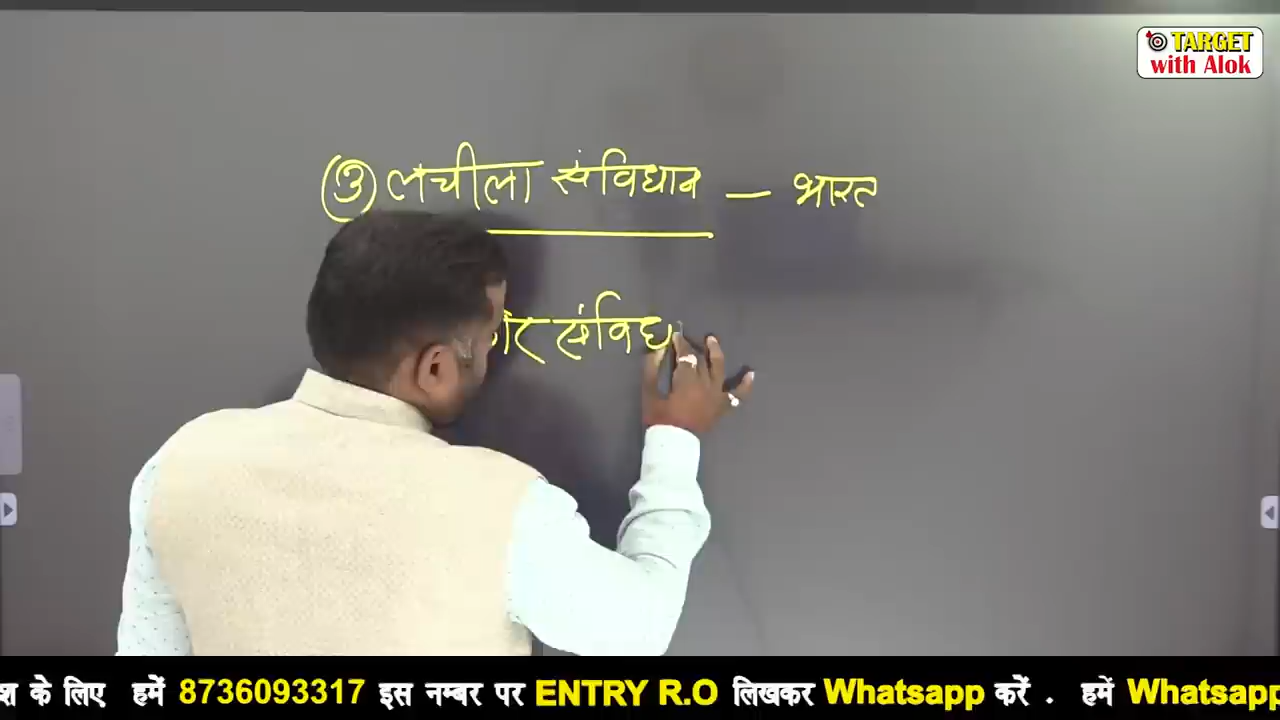 TARGET
with Alok
③ लचीला संविधान — भारत
श के लिए हमें 8736093317 इस नम्बर पर ENTRY R.O लिखकर Whatsapp करें . हमें Whatsapp